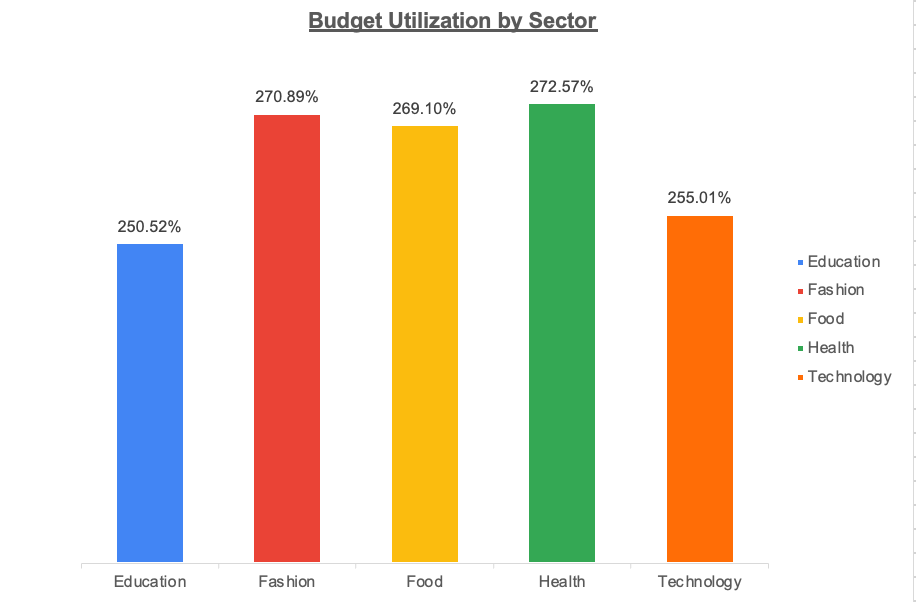 Budget Utilization by Sector
272.57%
270.89%
269.10%
255.01%
250.52%
Education
Fashion
Food
Health
Technology
Education Fashion Food Health Technology